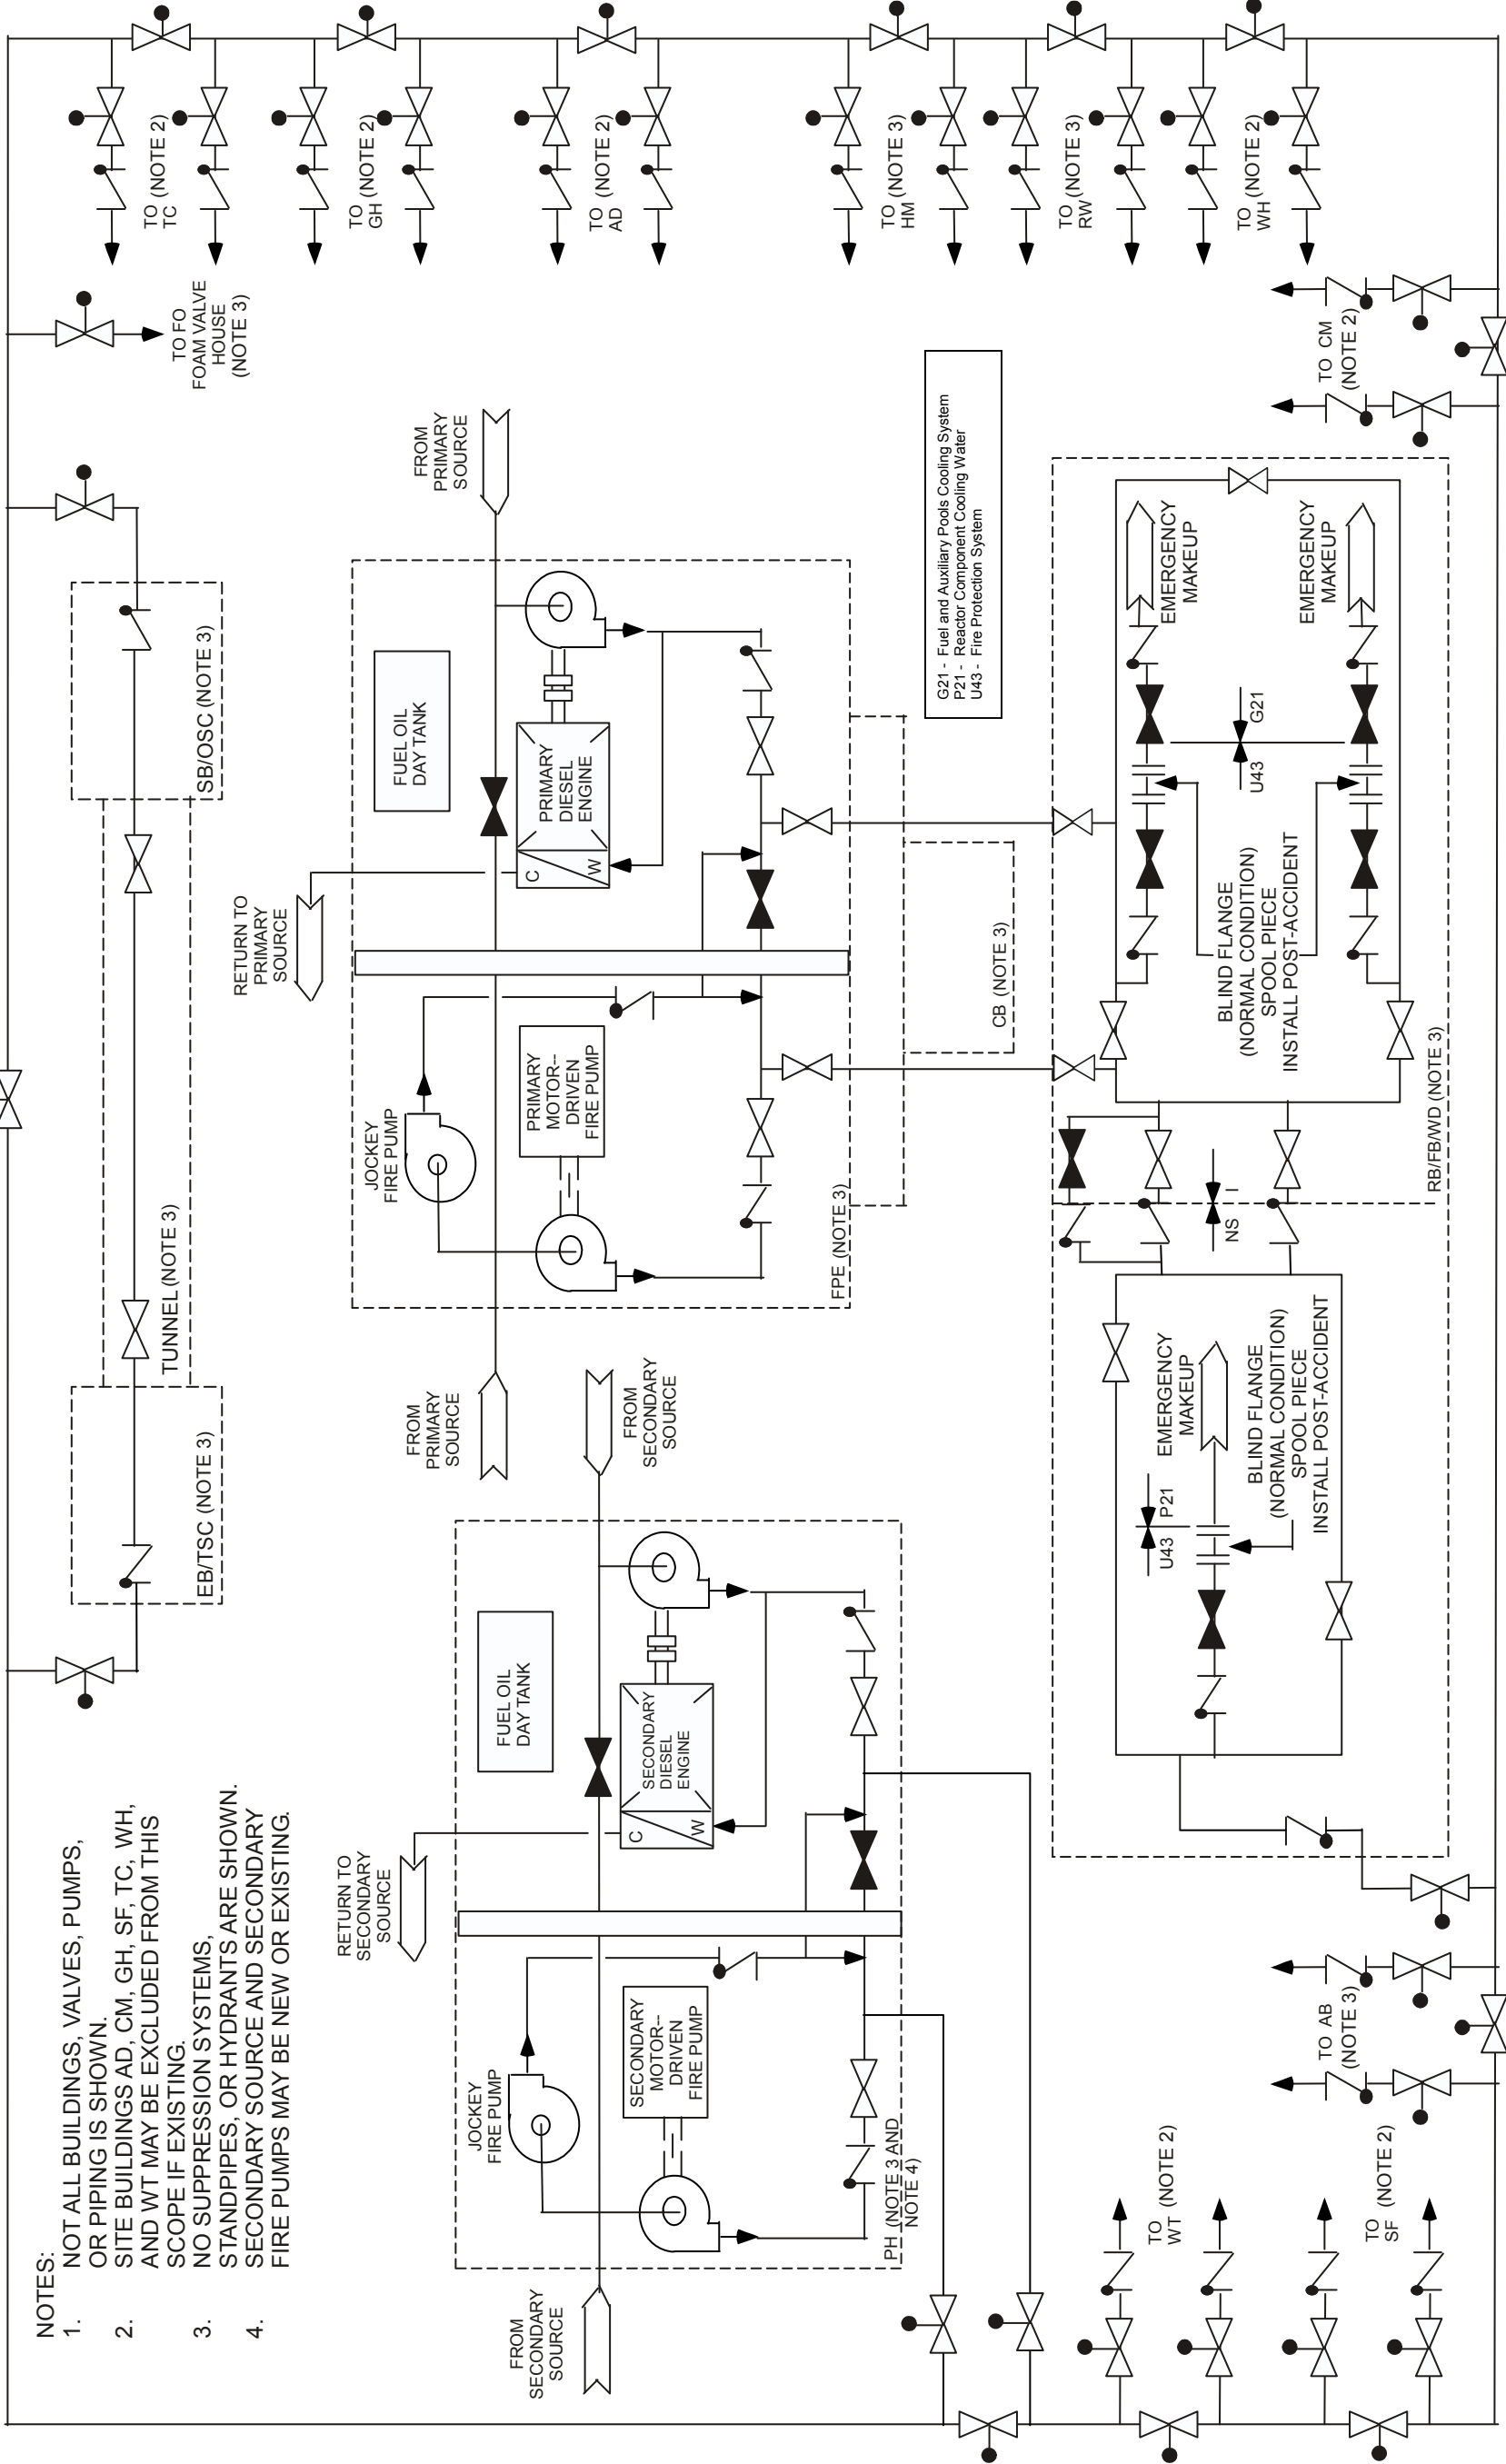 NOTES:
1. NOT ALL BUILDINGS, VALVES, PUMPS,
OR PIPING IS SHOWN.
2. SITE BUILDINGS AD, CM, GH, SF, TC, WH,
AND WT MAY BE EXCLUDED FROM THIS
SCOPE IF EXISTING.
3. NO SUPPRESSION SYSTEMS,
STANDPIPES, OR HYDRANTS ARE SHOWN.
4. SECONDARY SOURCE AND SECONDARY
FIRE PUMPS MAY BE NEW OR EXISTING.
EB/TSC (NOTE 3)
TUNNEL (NOTE 3)
SB/OSC (NOTE 3)
TO FO
FOAM VALVE
HOUSE
(NOTE 3)
TO
TC
(NOTE 2)
TO
GH
(NOTE 2)
TO
AD
(NOTE 2)
TO
HM
(NOTE 3)
TO
RW
(NOTE 3)
TO
WH
(NOTE 2)
RETURN TO
SECONDARY
SOURCE
FUEL OIL
DAY TANK
SECONDARY
DIESEL
ENGINE
C
W
JOCKEY
FIRE PUMP
SECONDARY
MOTOR--
DRIVEN
FIRE PUMP
FROM
SECONDARY
SOURCE
FROM
SECONDARY
SOURCE
PH (NOTE 3 AND
NOTE 4)
RETURN TO
PRIMARY
SOURCE
FUEL OIL
DAY TANK
PRIMARY
DIESEL
ENGINE
C
W
JOCKEY
FIRE PUMP
PRIMARY
MOTOR--
DRIVEN
FIRE PUMP
FROM
PRIMARY
SOURCE
FROM
PRIMARY
SOURCE
FPE (NOTE 3)
CB (NOTE 3)
G21 - Fuel and Auxiliary Pools Cooling System
P21 - Reactor Component Cooling Water
U43 - Fire Protection System
TO
WT
(NOTE 2)
TO
SF
(NOTE 2)
TO AB
(NOTE 3)
U43
P21
EMERGENCY
MAKEUP
BLIND FLANGE
(NORMAL CONDITION)
SPOOL PIECE
INSTALL POST-ACCIDENT
NS
I
RB/FB/WD (NOTE 3)
BLIND FLANGE
(NORMAL CONDITION)
SPOOL PIECE
INSTALL POST-ACCIDENT
U43
G21
EMERGENCY
MAKEUP
EMERGENCY
MAKEUP
TO CM
(NOTE 2)